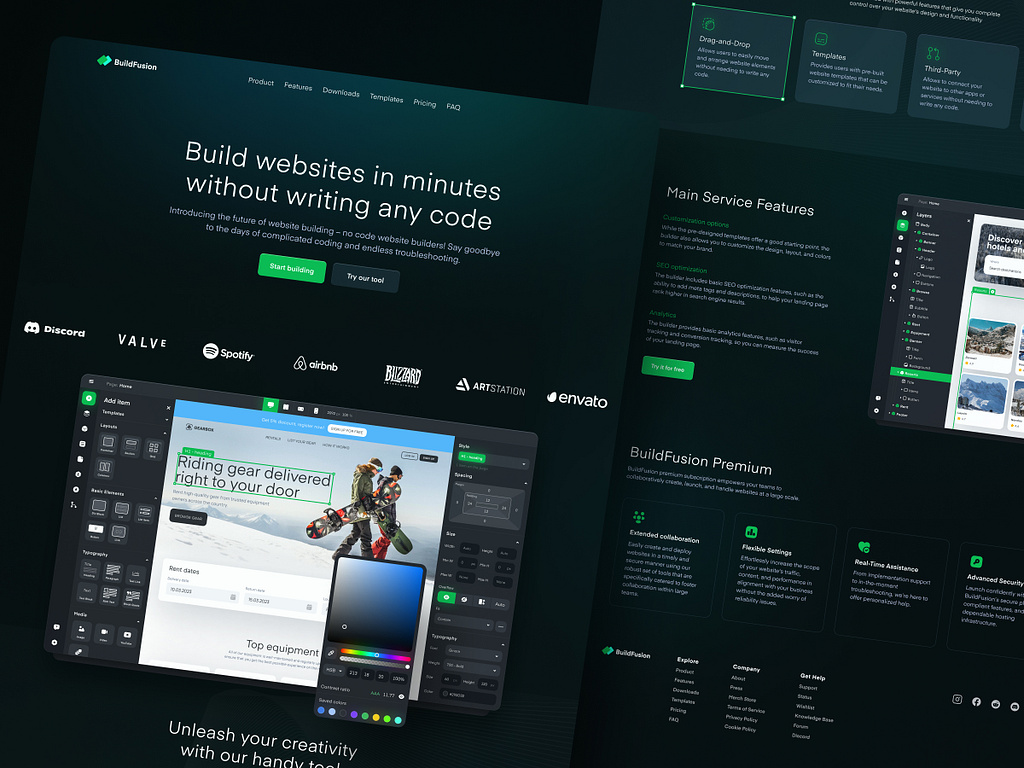 BuildFusion
Product
Features
Downloads
Templates
Pricing
FAQ
Build websites in minutes
without writing any code
Introducing the future of website building – no code website builders! Say goodbye
to the days of complicated coding and endless troubleshooting.
Start building
Try our tool
Discord
VALVE
Spotify
airbnb
BLIZZARD
ENTERTAINMENT
ARTSTATION
envato
Page: Home
Add item
Templates
Layouts
Basic Elements
Typography
Media
GEARBOX
SIGN UP FOR FREE
RENTALS
LIST YOUR GEAR
HOW IT WORKS
H1 - heading
Riding gear delivered
right to your door
Rent high quality gear from trusted equipment
owners across the country.
BROWSE GEAR
Rent dates
Delivery date
10.03.2023
Return date
15.03.2023
Top equipment
Style
H1 - heading
Spacing
Size
Width
Auto
Height
Auto
Overflow
Auto
Typography
HSB
213
100%
Contrast ratio
AAA
11.77
Saved colors
Unleash your creativity
with our handy tool
with powerful features that give you complete
control over your website's design and functionality
Drag-and-Drop
Allows users to easily move
and arrange website elements
without needing to write any
code.
Templates
Provides users with pre-built
website templates that can be
customized to fit their needs.
Third-Party
Allows to connect your
website to other apps or
services without needing to
write any code.
Main Service Features
Customization options
While the pre-designed templates offer a good starting point, the
builder also allows you to customize the design, layout, and colors
to match your brand.
SEO optimization
The builder includes basic SEO optimization features, such as the
ability to add meta tags and descriptions, to help your landing page
rank higher in search engine results.
Analytics
The builder provides basic analytics features, such as visitor
tracking and conversion tracking, so you can measure the success
of your landing page.
Try it for free
Page: Home
Layers
Discover
hotels and
BuildFusion Premium
BuildFusion premium subscription empowers your teams to
collaboratively create, launch, and handle websites at a large scale.
Extended collaboration
Easily create and deploy
websites in a timely and
secure manner using our
robust set of tools that are
specifically catered to foster
collaboration within large
teams.
Flexible Settings
Effortlessly increase the scope
of your website's traffic,
content, and performance in
alignment with your business
without the added worry of
reliability issues.
Real-Time Assistance
From implementation support
to in-the-moment
troubleshooting, we're here to
offer personalized help.
Advanced Security
Launch confidently wi
BuildFusion's secure pl
compliant features, and
dependable hosting
infrastructure.
BuildFusion
Explore
Product
Features
Downloads
Templates
Pricing
FAQ
Company
About
Press
Merch Store
Terms of Service
Privacy Policy
Cookie Policy
Get Help
Support
Status
Wishlist
Knowledge Base
Forum
Discord